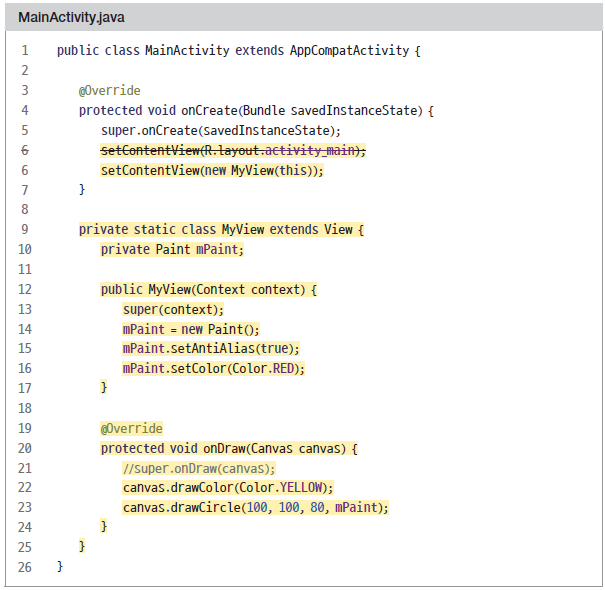 MainActivity.java
1 public class MainActivity extends AppCompatActivity {
2
3 @Override
4 protected void onCreate(Bundle savedInstanceState) {
5 super.onCreate(savedInstanceState);
6 setContentView(R.layout.activity_main);
6 setContentView(new MyView(this));
7 }
8
9 private static class MyView extends View {
10 private Paint mPaint;
11
12 public MyView(Context context) {
13 super(context);
14 mPaint = new Paint();
15 mPaint.setAntiAlias(true);
16 mPaint.setColor(Color.RED);
17 }
18
19 @Override
20 protected void onDraw(Canvas canvas) {
21 //super.onDraw(canvas);
22 canvas.drawColor(Color.YELLOW);
23 canvas.drawCircle(100, 100, 80, mPaint);
24 }
25 }
26 }